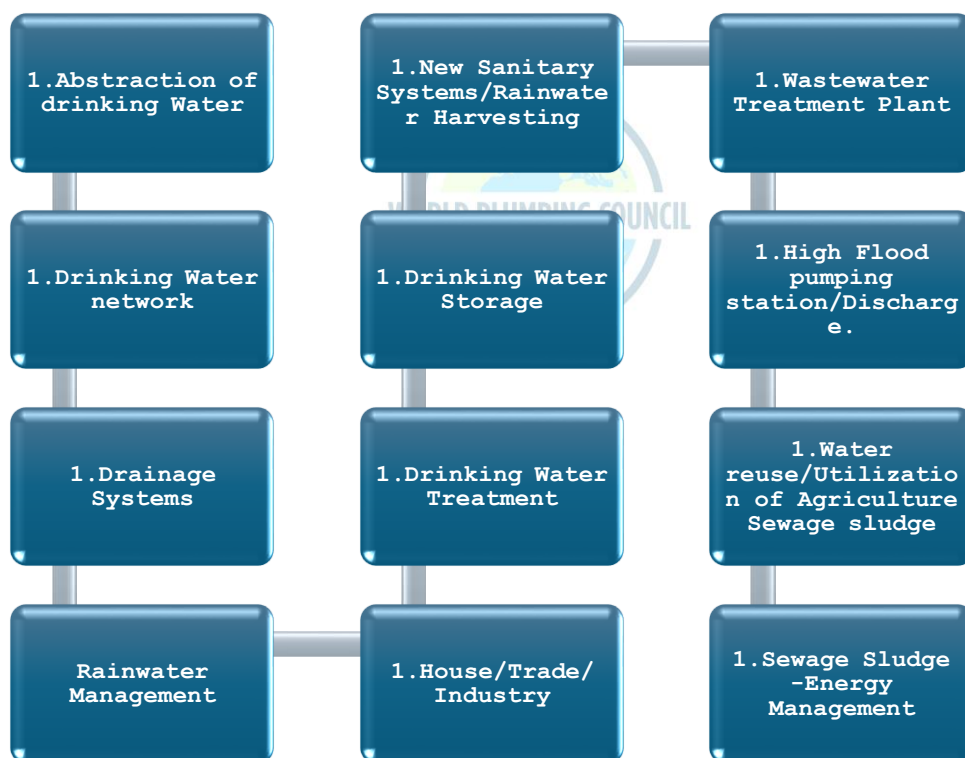 1.Abstraction of
drinking Water
1.Drinking Water
network
1.Drainage
Systems
Rainwater
Management
1.House/Trade/
Industry
1.Drinking Water
Treatment
1.Drinking Water
Storage
1.New Sanitary
Systems/Rainwate
r Harvesting
1.Wastewater
Treatment Plant
1.High Flood
pumping
station/Discharg
e.
1.Water
reuse/Utilizatio
n of Agriculture
Sewage sludge
1.Sewage Sludge
-Energy
Management
COUNCIL